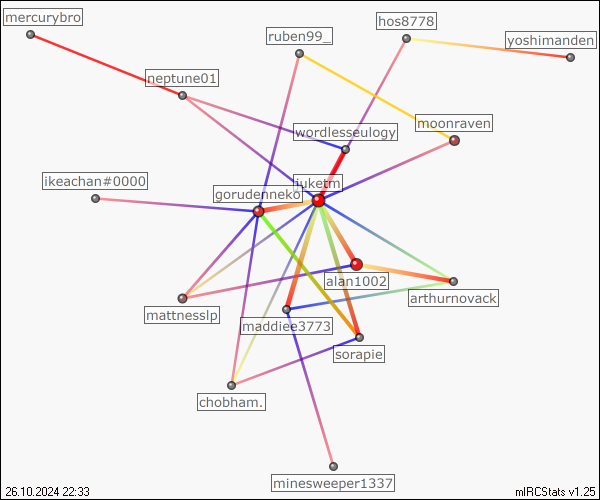 mercurybro
hos8778
ruben99_
yoshimanden
neptune01
moonraven
wordlesseulogy
ikeachan#0000
iuketm
gorudenneko
alan1002
arthurnovack
mattnesslp
maddiee3773
sorapie
chobham.
minesweeper1337
26.10.2024 22:33
mIRCStats v1.25